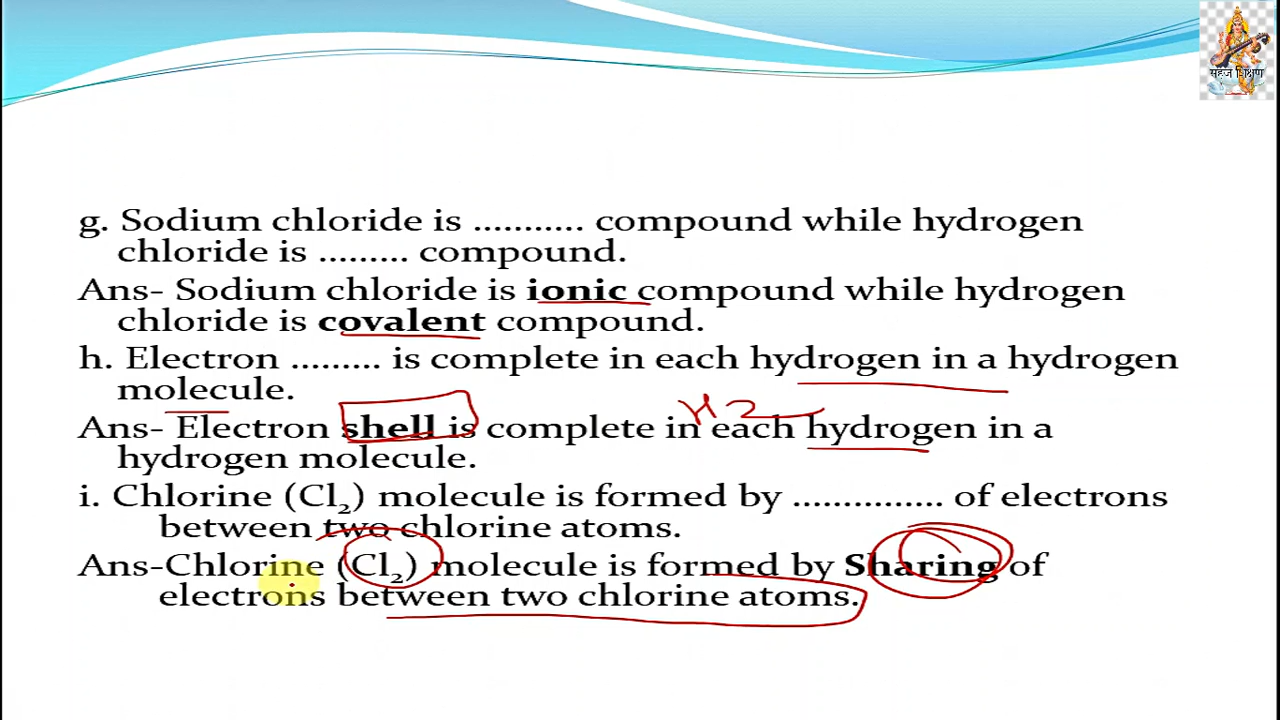 सहज शिक्षण
g. Sodium chloride is ........... compound while hydrogen
chloride is ......... compound.
Ans- Sodium chloride is ionic compound while hydrogen
chloride is covalent compound.
h. Electron ......... is complete in each hydrogen in a hydrogen
molecule.
H2
Ans- Electron shell is complete in each hydrogen in a
hydrogen molecule.
i. Chlorine (Cl₂) molecule is formed by ............... of electrons
between two chlorine atoms.
Ans-Chlorine (Cl₂) molecule is formed by Sharing of
electrons between two chlorine atoms.